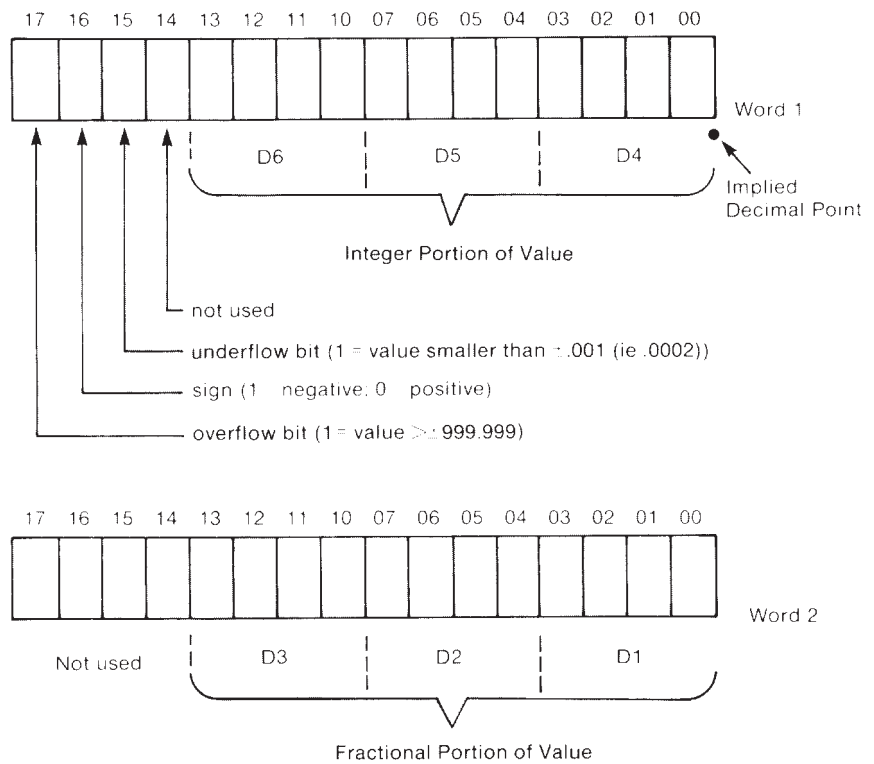 17 16 15 14 13 12 11 10 07 06 05 04 03 02 01 00
Word 1
D6 D5 D4
Implied
Decimal Point
Integer Portion of Value
not used
underflow bit (1 = value smaller than ±.001 (ie .0002))
sign (1 negative; 0 positive)
overflow bit (1 = value >±999.999)
17 16 15 14 13 12 11 10 07 06 05 04 03 02 01 00
Word 2
Not used D3 D2 D1
Fractional Portion of Value